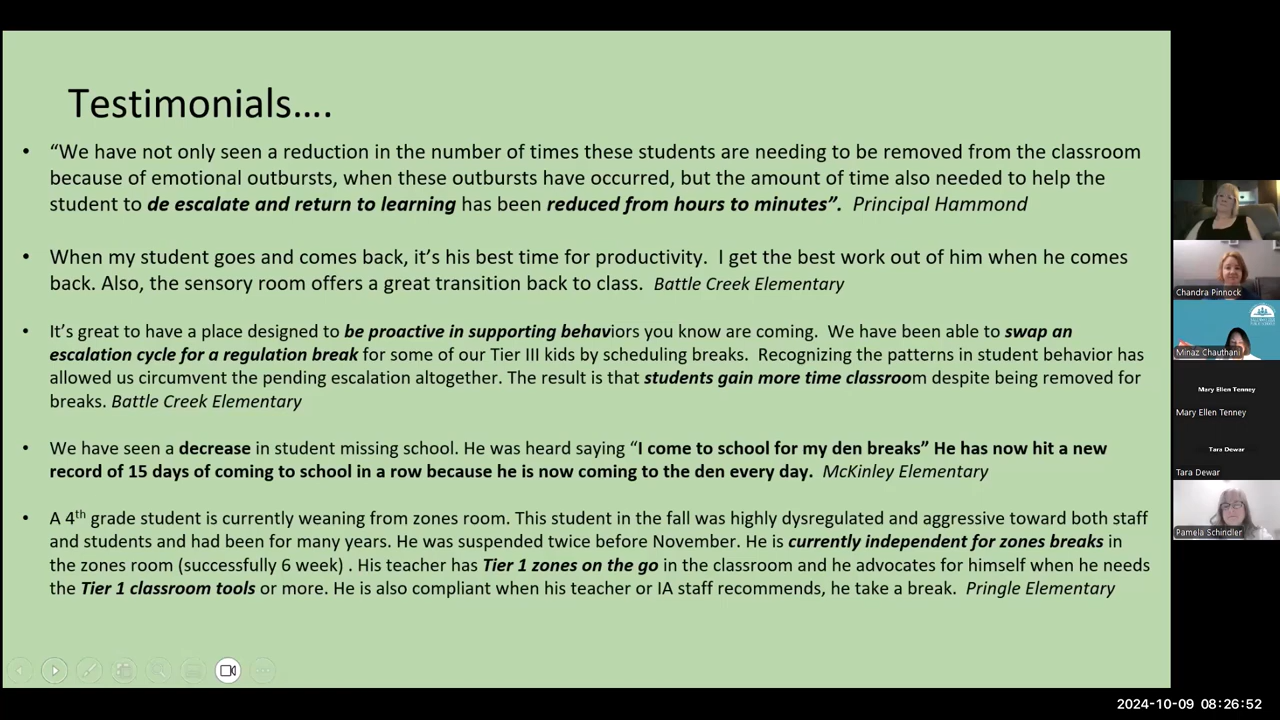 Testimonials….
• “We have not only seen a reduction in the number of times these students are needing to be removed from the classroom
because of emotional outbursts, when these outbursts have occurred, but the amount of time also needed to help the
student to de escalate and return to learning has been reduced from hours to minutes”. Principal Hammond
• When my student goes and comes back, it’s his best time for productivity. I get the best work out of him when he comes
back. Also, the sensory room offers a great transition back to class. Battle Creek Elementary
• It’s great to have a place designed to be proactive in supporting behaviors you know are coming. We have been able to swap an
escalation cycle for a regulation break for some of our Tier III kids by scheduling breaks. Recognizing the patterns in student behavior has
allowed us circumvent the pending escalation altogether. The result is that students gain more time classroom despite being removed for
breaks. Battle Creek Elementary
• We have seen a decrease in student missing school. He was heard saying “I come to school for my den breaks” He has now hit a new
record of 15 days of coming to school in a row because he is now coming to the den every day. McKinley Elementary
• A 4th grade student is currently weaning from zones room. This student in the fall was highly dysregulated and aggressive toward both staff
and students and had been for many years. He was suspended twice before November. He is currently independent for zones breaks in
the zones room (successfully 6 week) . His teacher has Tier 1 zones on the go in the classroom and he advocates for himself when he needs
the Tier 1 classroom tools or more. He is also compliant when his teacher or IA staff recommends, he take a break. Pringle Elementary
Chandra Pinnock
Minaz Chauthani
Mary Ellen Tenney
Mary Ellen Tenney
Tara Dewar
Tara Dewar
Pamela Schindler
2024-10-09 08:26:52